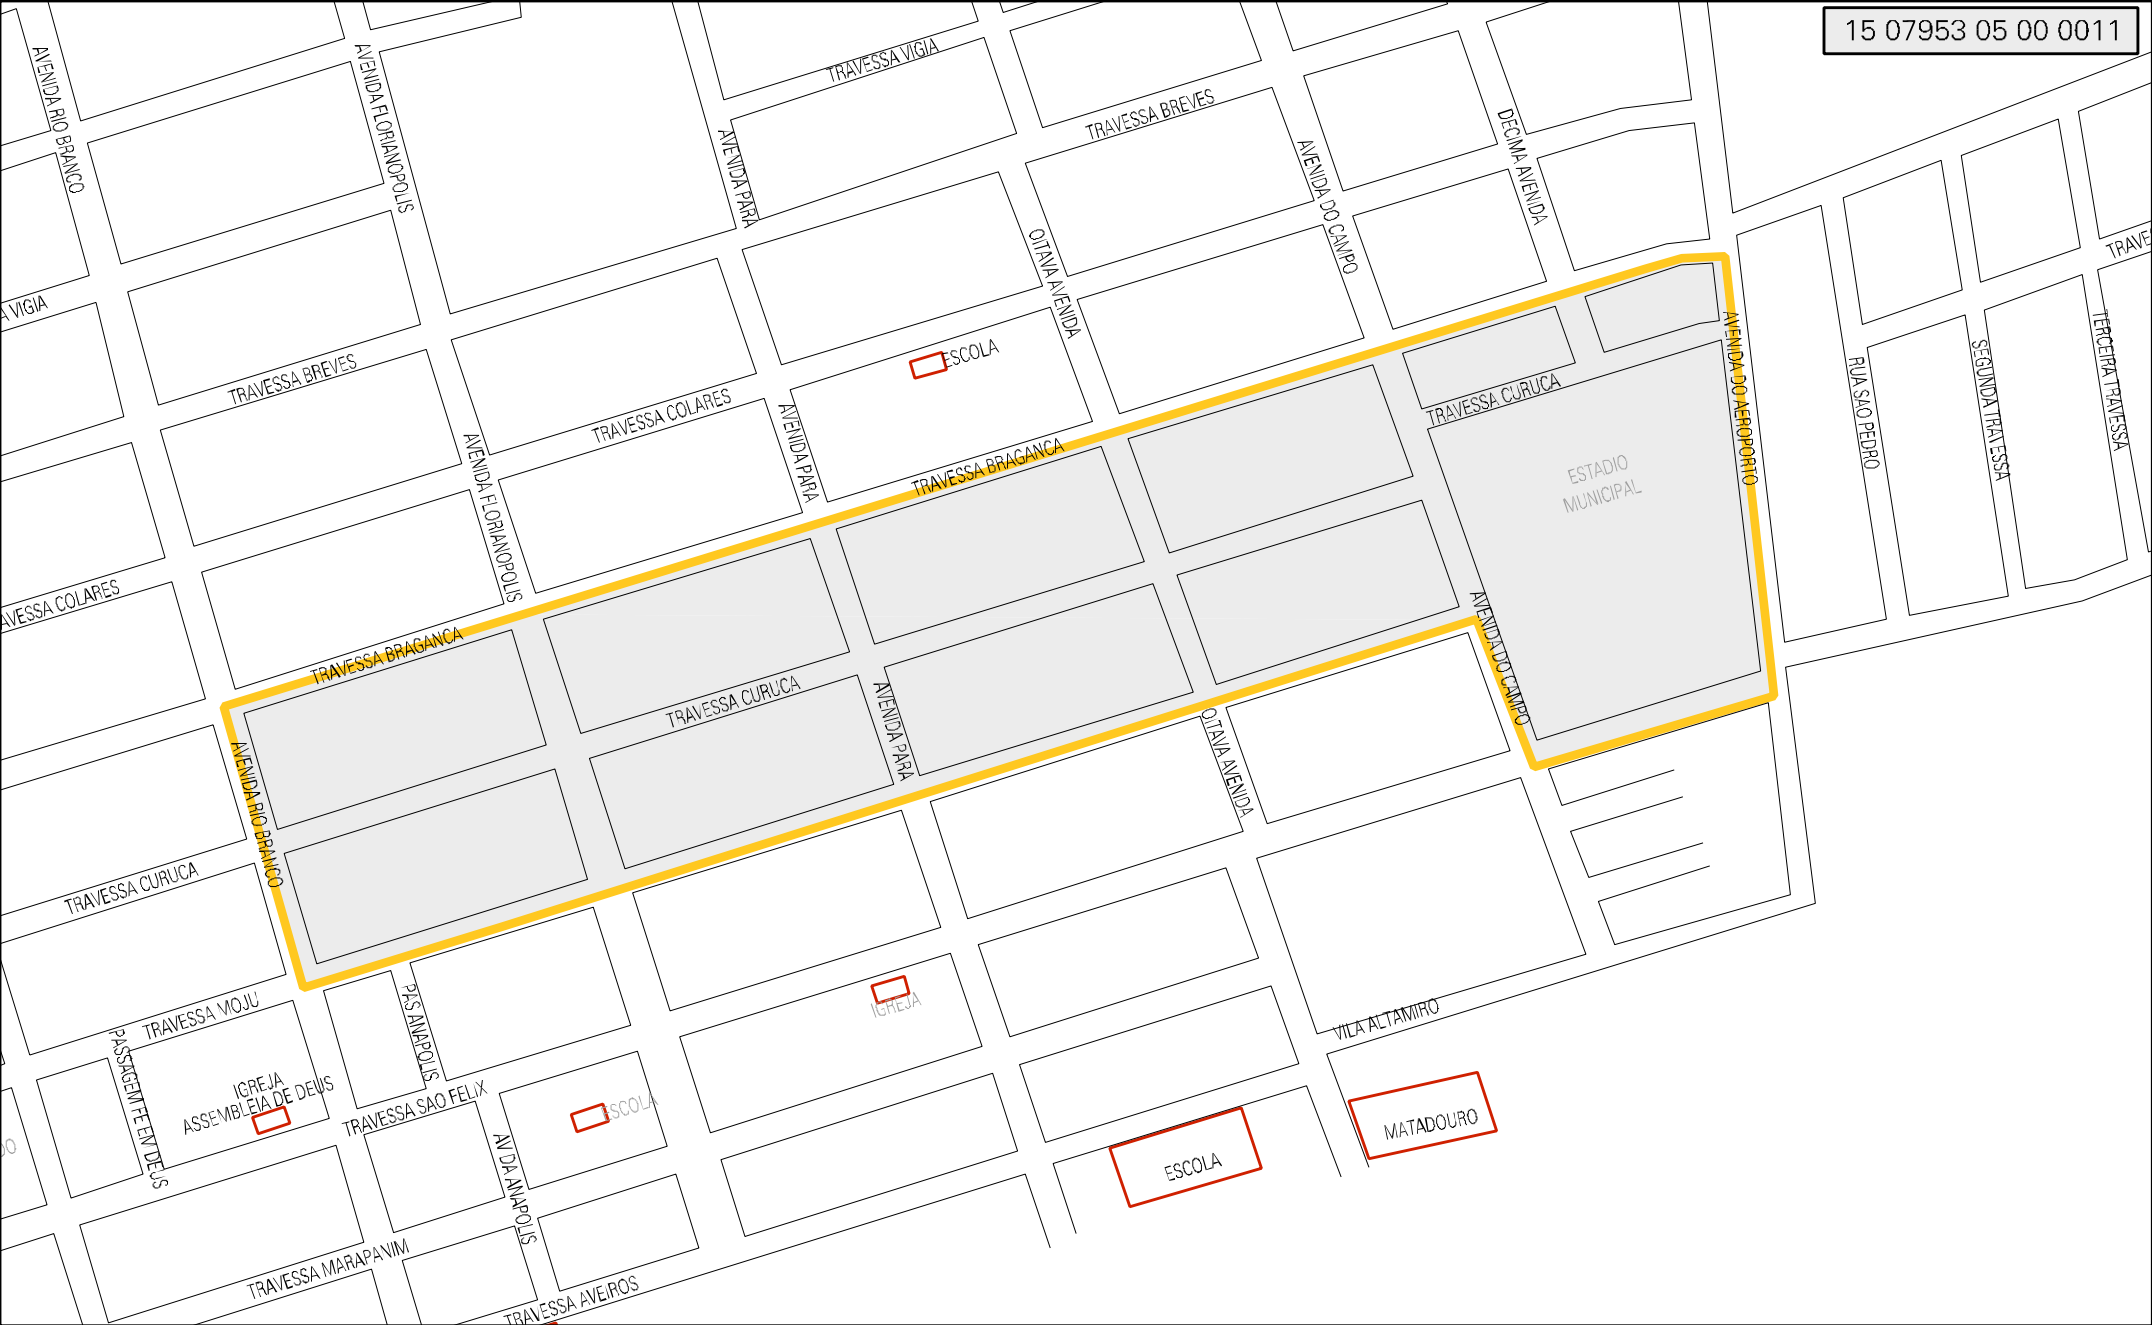 15 07953 05 00 0011
AVENIDA RIO BRANCO
AVENIDA FLORIANOPOLIS
TRAVESSA VIGIA
TRAVESSA BREVES
AVENIDA PARA
DECIMA AVENIDA
AVENIDA DO CAMPO
OITAVA AVENIDA
TRAVE
A VIGIA
TRAVESSA BREVES
TRAVESSA COLARES
ESCOLA
AVENIDA PARA
AVENIDA FLORIANOPOLIS
TRAVESSA BRAGANCA
TRAVESSA CURUCA
AVENIDA DO AEROPORTO
RUA SAO PEDRO
SEGUNDA TRAVESSA
TERCEIRA TRAVESSA
ESTADIO
MUNICIPAL
AVESSA COLARES
TRAVESSA BRAGANCA
TRAVESSA CURUCA
AVENIDA PARA
AVENIDA DO CAMPO
OITAVA AVENIDA
AVENIDA RIO BRANCO
TRAVESSA CURUCA
TRAVESSA MOJU
PAS ANAPOLIS
IGREJA
VILA ALTAMIRO
PASSAGEM FE EM DEUS
IGREJA
ASSEMBLEIA DE DEUS
TRAVESSA SAO FELIX
ESCOLA
MATADOURO
ESCOLA
DO
AV DA ANAPOLIS
TRAVESSA MARAPANIM
TRAVESSA AVEIROS